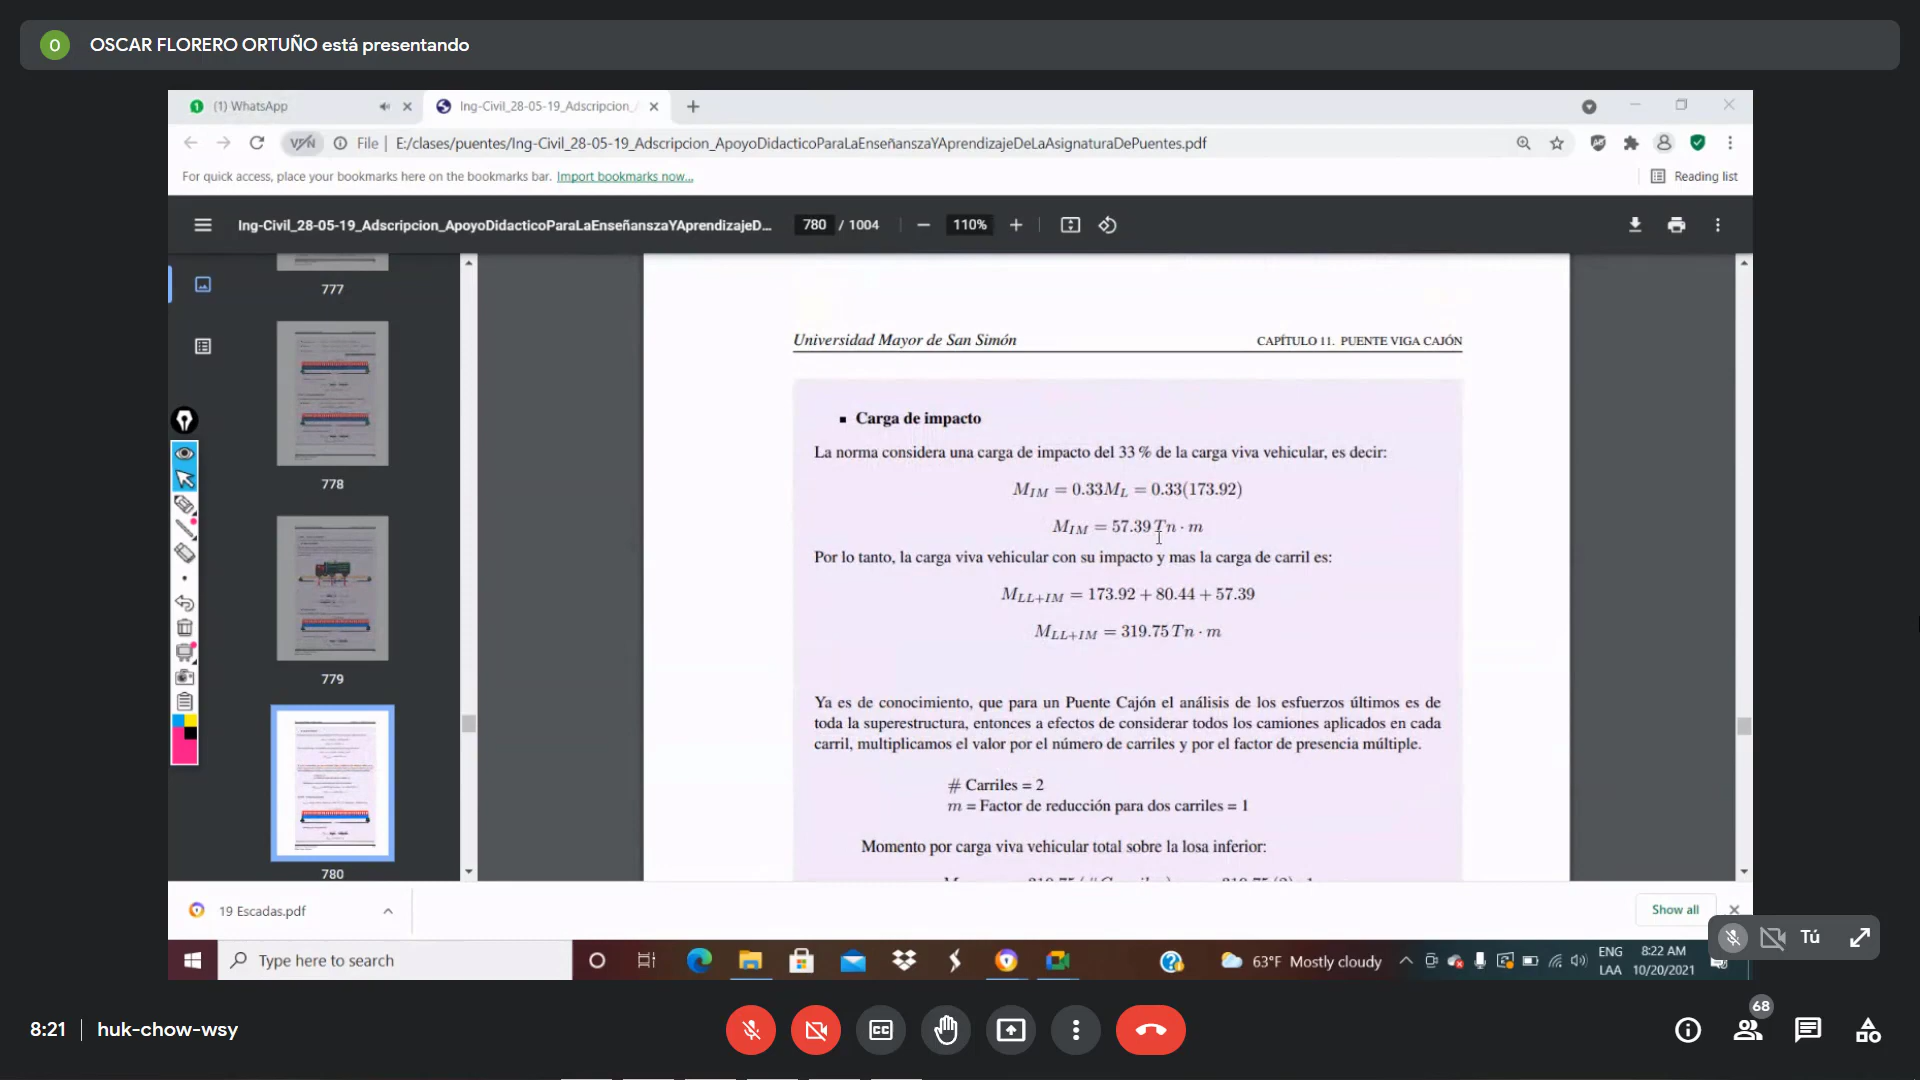 O OSCAR FLORERO ORTUÑO está presentando
(1) WhatsApp
Ing-Civil_28-05-19_Adscripcion_
VPN File | E:/clases/puentes/Ing-Civil_28-05-19_Adscripcion_ApoyoDidacticoParaLaEnseñanszaYAprendizajeDeLaAsignaturaDePuentes.pdf
For quick access, place your bookmarks here on the bookmarks bar. Import bookmarks now...
Reading list
Ing-Civil_28-05-19_Adscripcion_ApoyoDidacticoParaLaEnseñanszaYAprendizajeD...
780 / 1004
110%
777
778
779
780
Universidad Mayor de San Simón
CAPÍTULO 11. PUENTE VIGA CAJÓN
▪ Carga de impacto
La norma considera una carga de impacto del 33 % de la carga viva vehicular, es decir:
M_IM = 0.33M_L = 0.33(173.92)
M_IM = 57.39 Tn · m
Por lo tanto, la carga viva vehicular con su impacto y mas la carga de carril es:
M_LL+IM = 173.92 + 80.44 + 57.39
M_LL+IM = 319.75 Tn · m
Ya es de conocimiento, que para un Puente Cajón el análisis de los esfuerzos últimos es de
toda la superestructura, entonces a efectos de considerar todos los camiones aplicados en cada
carril, multiplicamos el valor por el número de carriles y por el factor de presencia múltiple.
# Carriles = 2
m = Factor de reducción para dos carriles = 1
Momento por carga viva vehicular total sobre la losa inferior:
19 Escadas.pdf
Show all
Tú
Type here to search
63°F Mostly cloudy
ENG
LAA
8:22 AM
10/20/2021
8:21 | huk-chow-wsy
CC
68